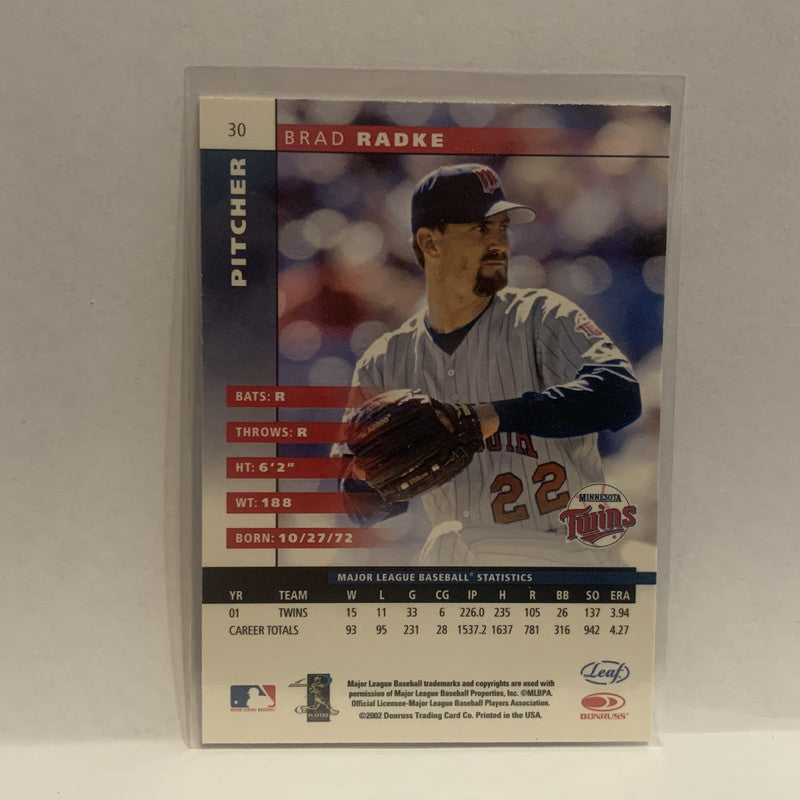 30
BRAD RADKE
PITCHER
BATS: R
THROWS: R
HT: 6'2"
WT: 188
BORN: 10/27/72
22
MINNESOTA
Twins
MAJOR LEAGUE BASEBALL® STATISTICS
YR TEAM W L G CG IP H R BB SO ERA
01 TWINS 15 11 33 6 226.0 235 105 26 137 3.94
CAREER TOTALS 93 95 231 28 1537.2 1637 781 316 942 4.27
Major League Baseball trademarks and copyrights are used with
permission of Major League Baseball Properties, Inc. ©MLBPA.
Official Licensee-Major League Baseball Players Association.
©2002 Donruss Trading Card Co. Printed in the USA.
MAJOR LEAGUE BASEBALL
PLAYERS
Leaf
DONRUSS